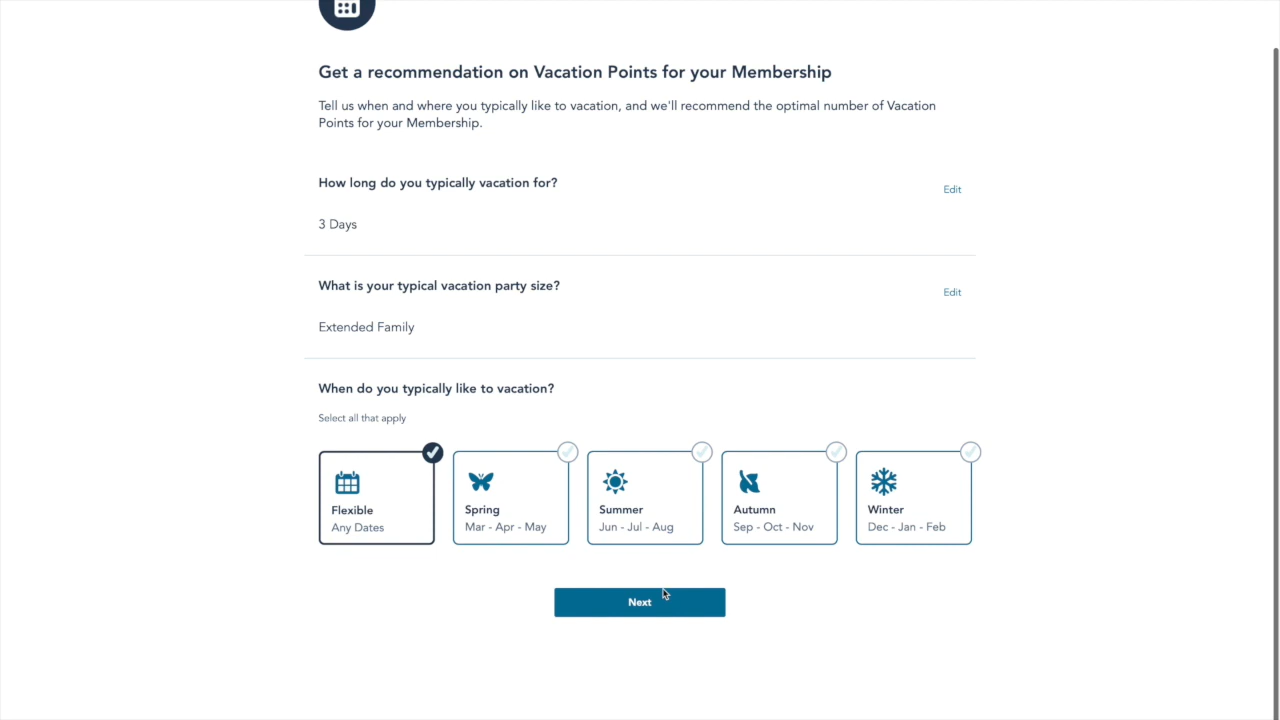 Get a recommendation on Vacation Points for your Membership
Tell us when and where you typically like to vacation, and we'll recommend the optimal number of Vacation
Points for your Membership.
How long do you typically vacation for?
Edit
3 Days
What is your typical vacation party size?
Edit
Extended Family
When do you typically like to vacation?
Select all that apply
Flexible
Any Dates
Spring
Mar - Apr - May
Summer
Jun - Jul - Aug
Autumn
Sep - Oct - Nov
Winter
Dec - Jan - Feb
Next